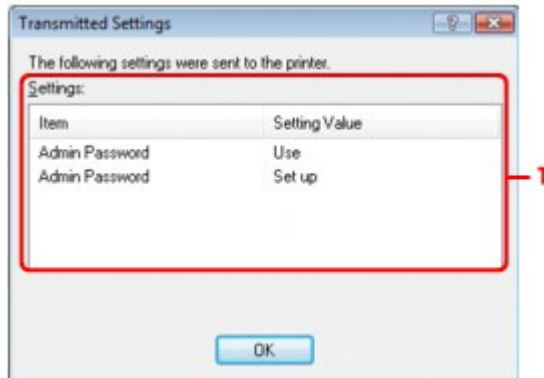 Transmitted Settings
The following settings were sent to the printer.
Settings:
Item Setting Value
Admin Password Use
Admin Password Set up
1
OK